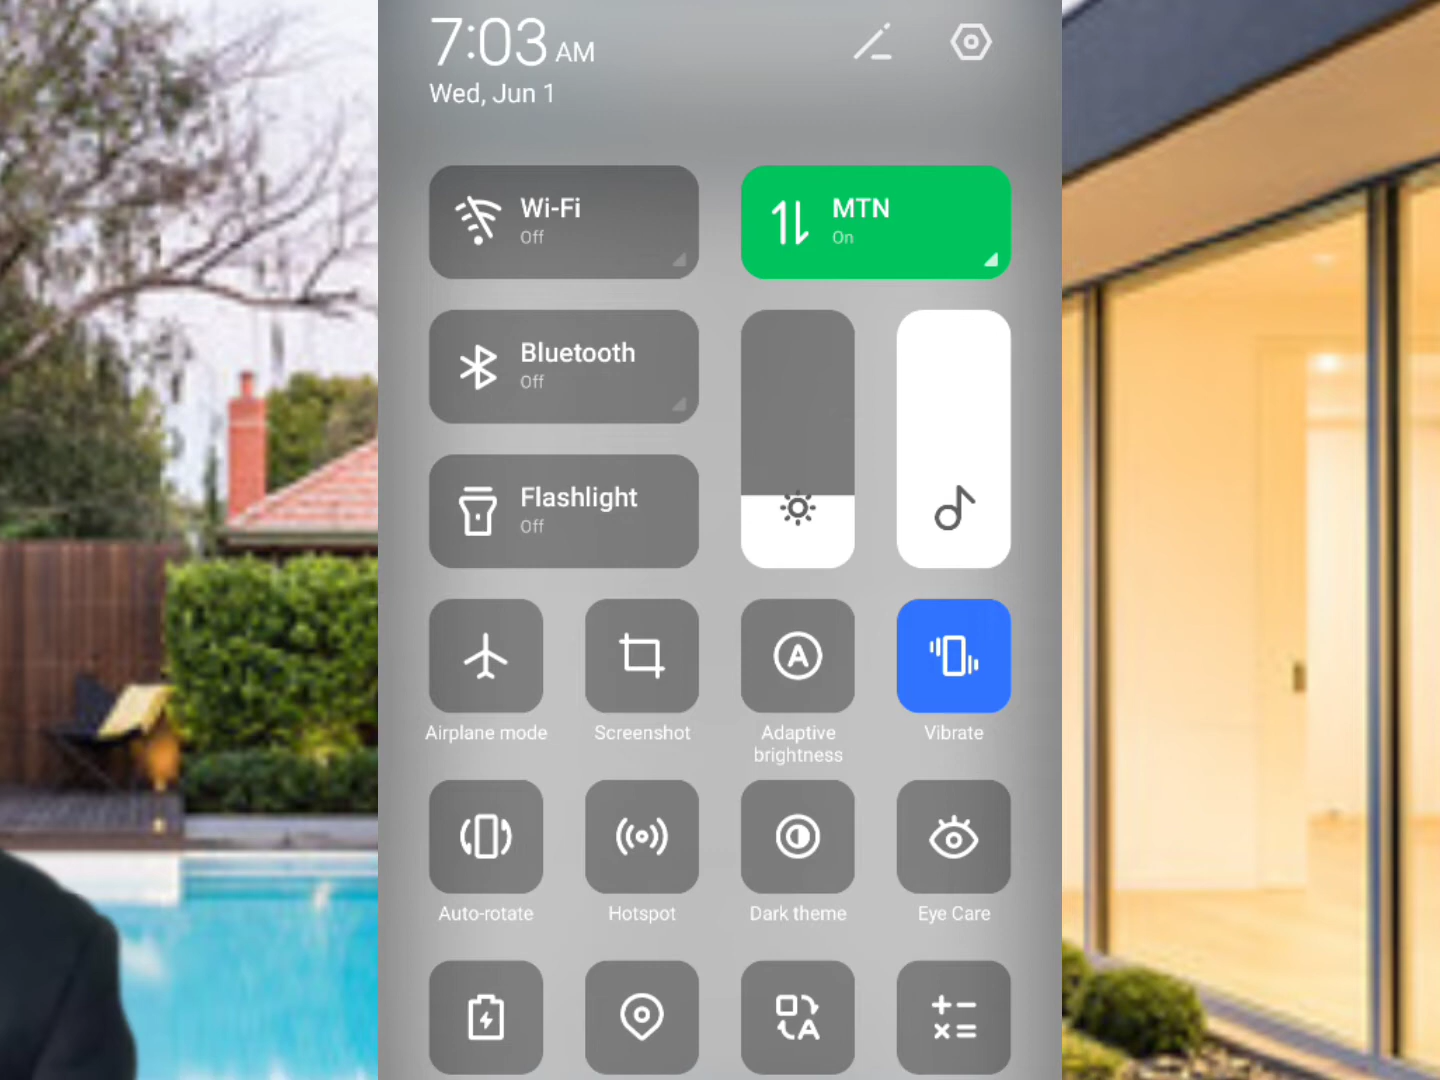 7:03 AM
Wed, Jun 1
Wi-Fi
Off
MTN
On
Bluetooth
Off
Flashlight
Off
Airplane mode
Screenshot
Adaptive
brightness
Vibrate
Auto-rotate
Hotspot
Dark theme
Eye Care